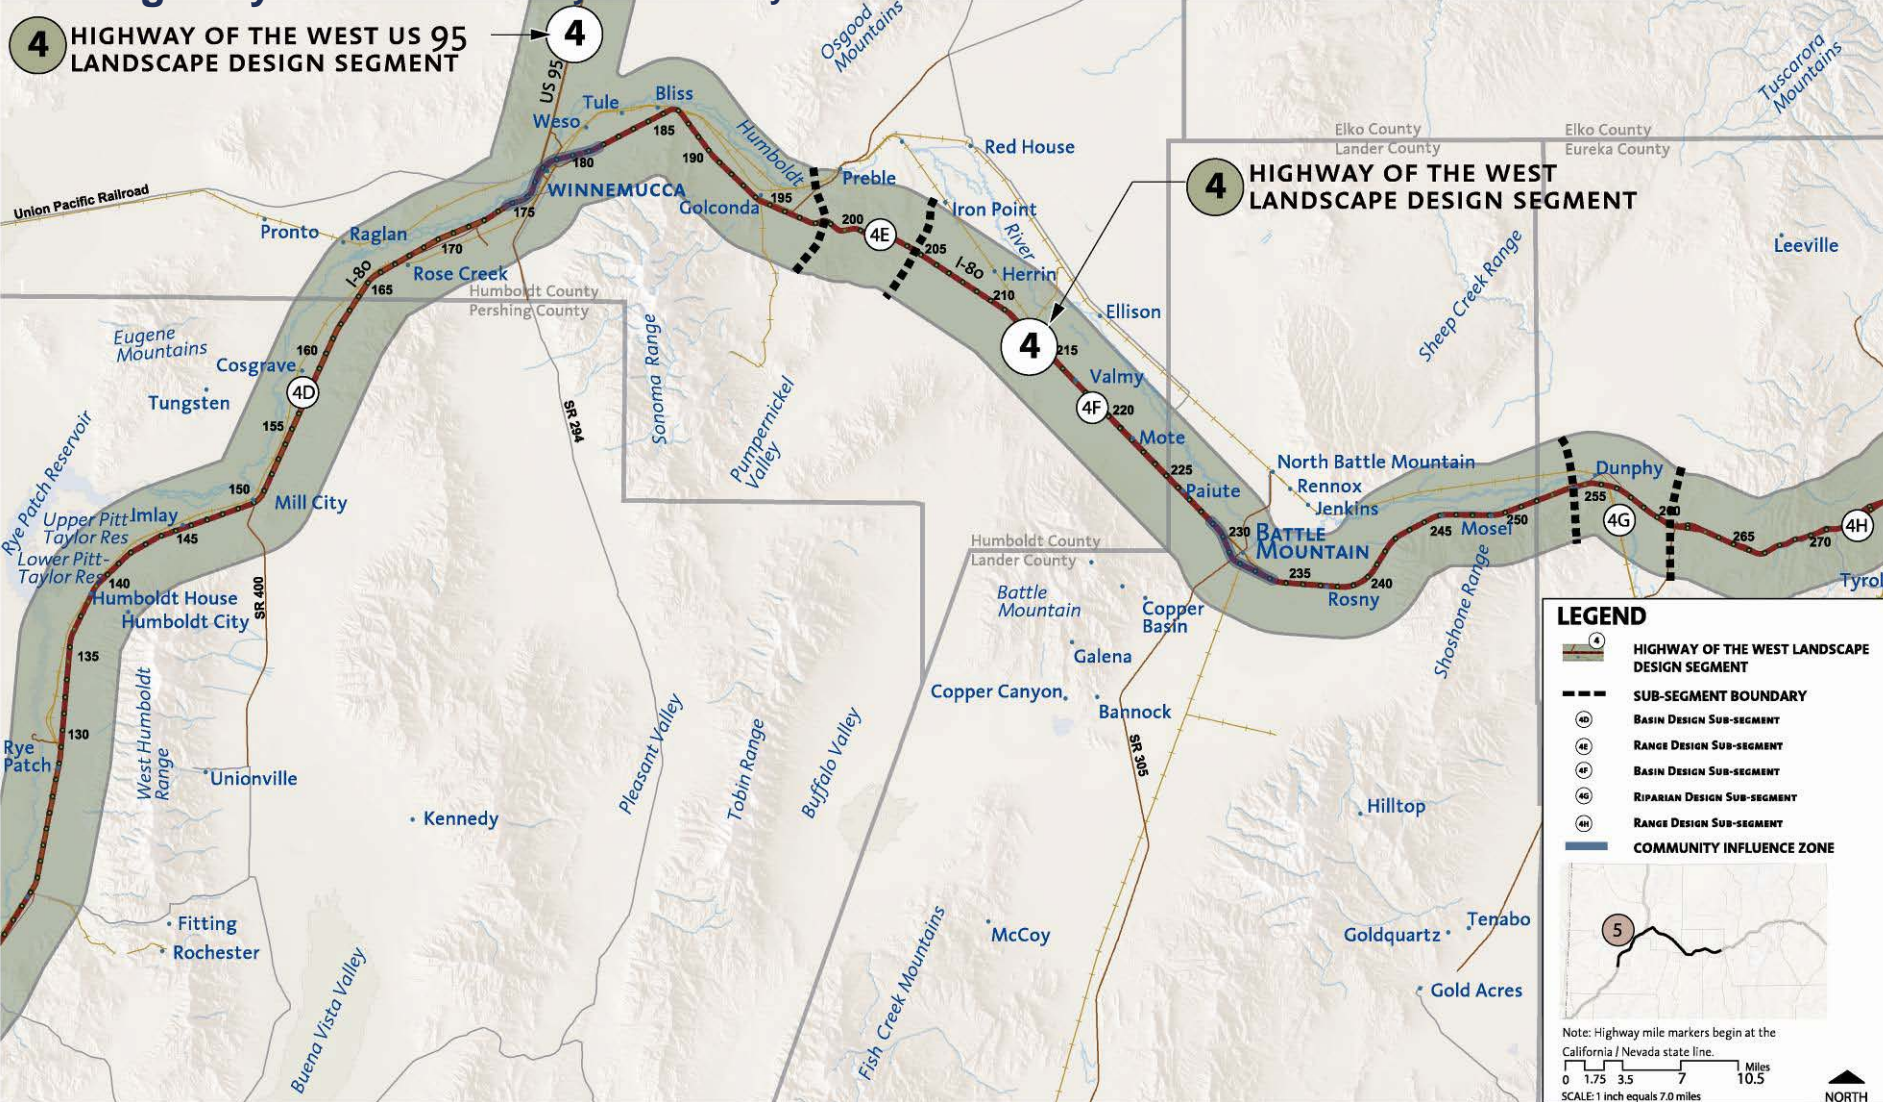 4 HIGHWAY OF THE WEST US 95
LANDSCAPE DESIGN SEGMENT
4
US 95
Osgood
Mountains
Tuscarora
Mountains
Tule
Bliss
Weso
185
180
190
Humboldt
River
WINNEMUCCA
175
Golconda
195
Preble
200
4E
205
Red House
Iron Point
I-80
Herrin
210
Elko County
Lander County
Elko County
Eureka County
4 HIGHWAY OF THE WEST
LANDSCAPE DESIGN SEGMENT
Union Pacific Railroad
Pronto
Raglan
170
I-80
165
Rose Creek
Humboldt County
Pershing County
Leeville
Sheep Creek Range
Ellison
4
215
Valmy
4F
220
Mote
225
Paiute
Eugene
Mountains
160
Cosgrave
4D
Tungsten
155
Sonoma Range
SR 294
Pumpernickel
Valley
Rye Patch Reservoir
150
Mill City
Imlay
145
Upper Pitt-
Taylor Res
Lower Pitt-
Taylor Res
140
Humboldt House
Humboldt City
SR 400
135
130
Rye
Patch
West Humboldt
Range
Unionville
Kennedy
Pleasant Valley
Tobin Range
Buffalo Valley
Fitting
Rochester
Buena Vista Valley
North Battle Mountain
Rennox
Jenkins
230
BATTLE
MOUNTAIN
235
Rosny
240
245
Mosel
250
Dunphy
255
4G
260
265
270
4H
Tyrol
Humboldt County
Lander County
Battle
Mountain
Copper
Basin
Galena
Copper Canyon
Bannock
SR 305
Shoshone Range
Hilltop
McCoy
Fish Creek Mountains
Goldquartz
Tenabo
Gold Acres
LEGEND
4
HIGHWAY OF THE WEST LANDSCAPE
DESIGN SEGMENT
SUB-SEGMENT BOUNDARY
4D BASIN DESIGN SUB-SEGMENT
4E RANGE DESIGN SUB-SEGMENT
4F BASIN DESIGN SUB-SEGMENT
4G RIPARIAN DESIGN SUB-SEGMENT
4H RANGE DESIGN SUB-SEGMENT
COMMUNITY INFLUENCE ZONE
5
Note: Highway mile markers begin at the
California / Nevada state line.
Miles
0 1.75 3.5 7 10.5
SCALE: 1 inch equals 7.0 miles
NORTH